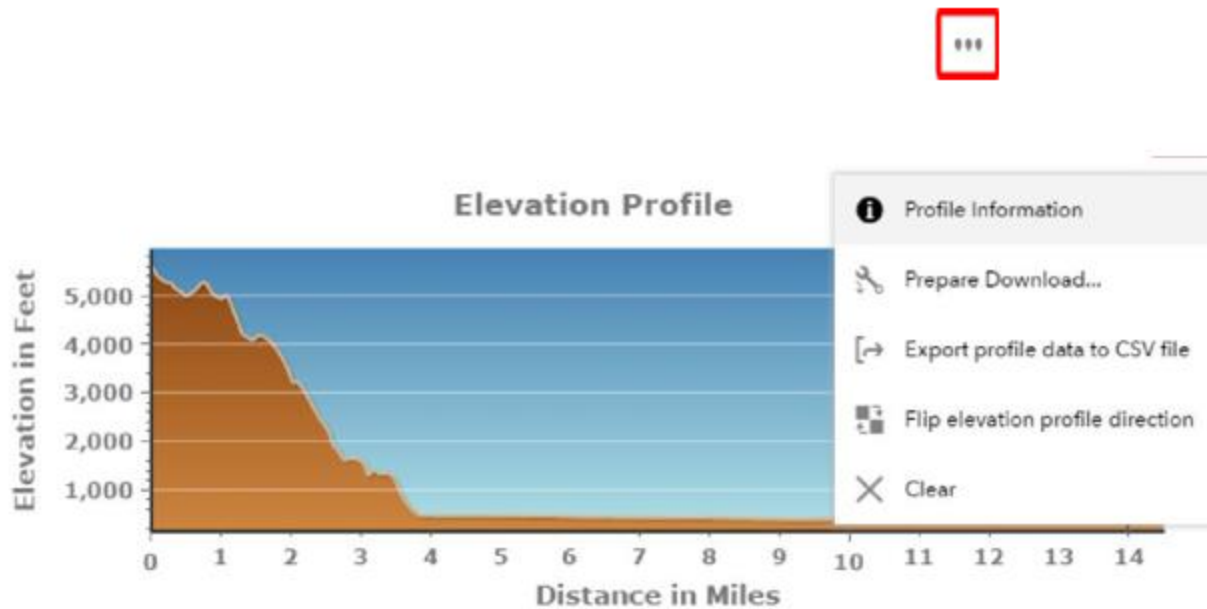 Elevation Profile
Elevation in Feet
5,000
4,000
3,000
2,000
1,000
0 1 2 3 4 5 6 7 8 9 10 11 12 13 14
Distance in Miles
Profile Information
Prepare Download...
Export profile data to CSV file
Flip elevation profile direction
Clear